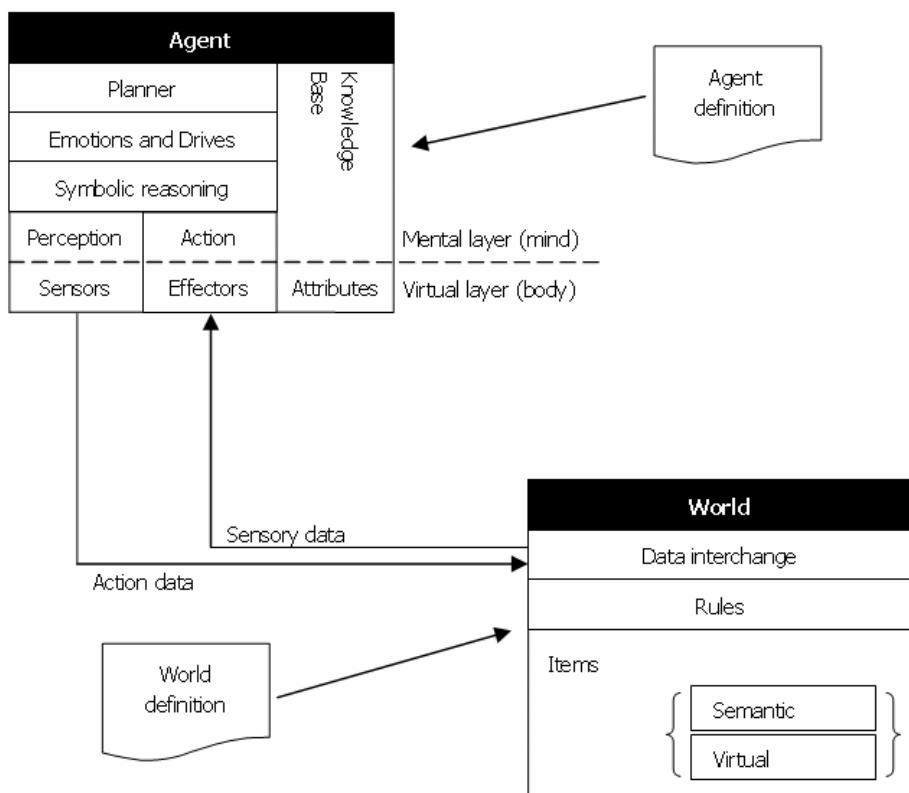 Agent
Planner
Emotions and Drives
Symbolic reasoning
Perception
Action
Sensors
Effectors
Attributes
Knowledge
Base
Agent
definition
Mental layer (mind)
Virtual layer (body)
Sensory data
Action data
World
Data interchange
Rules
Items
Semantic
Virtual
World
definition